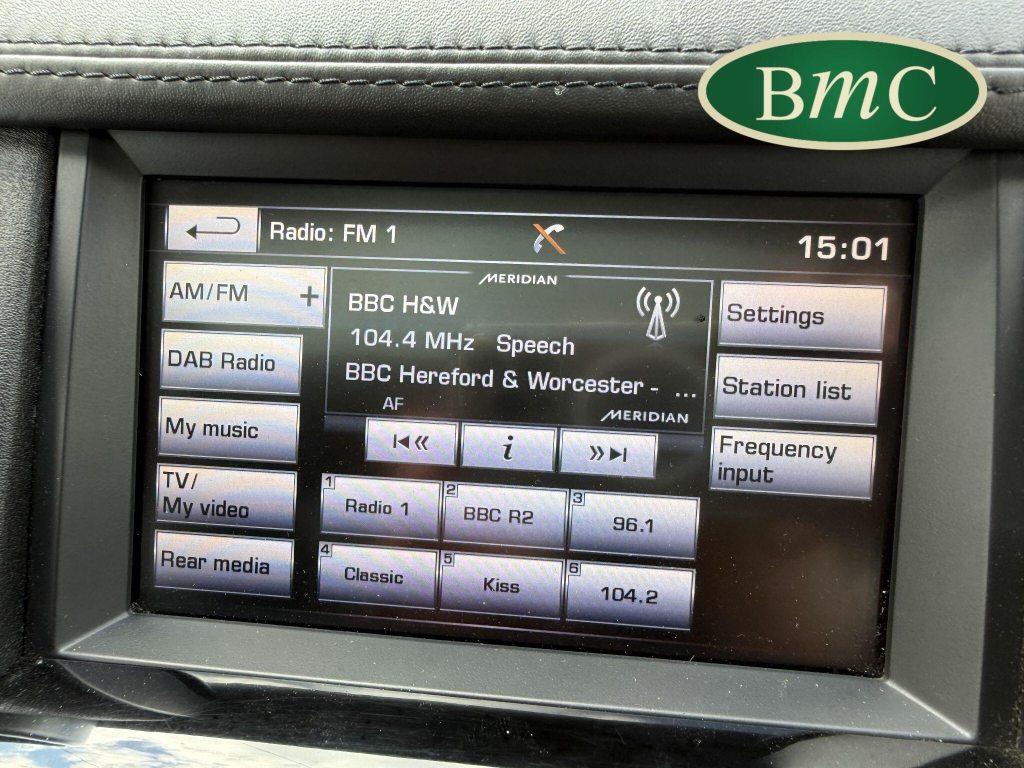 BmC
Radio: FM 1
15:01
AM/FM +
MERIDIAN
BBC H&W
104.4 MHz Speech
BBC Hereford & Worcester - ...
AF
MERIDIAN
Settings
DAB Radio
Station list
My music
Frequency
input
i
TV/
My video
1 Radio 1
2 BBC R2
3 96.1
Rear media
4 Classic
5 Kiss
6 104.2